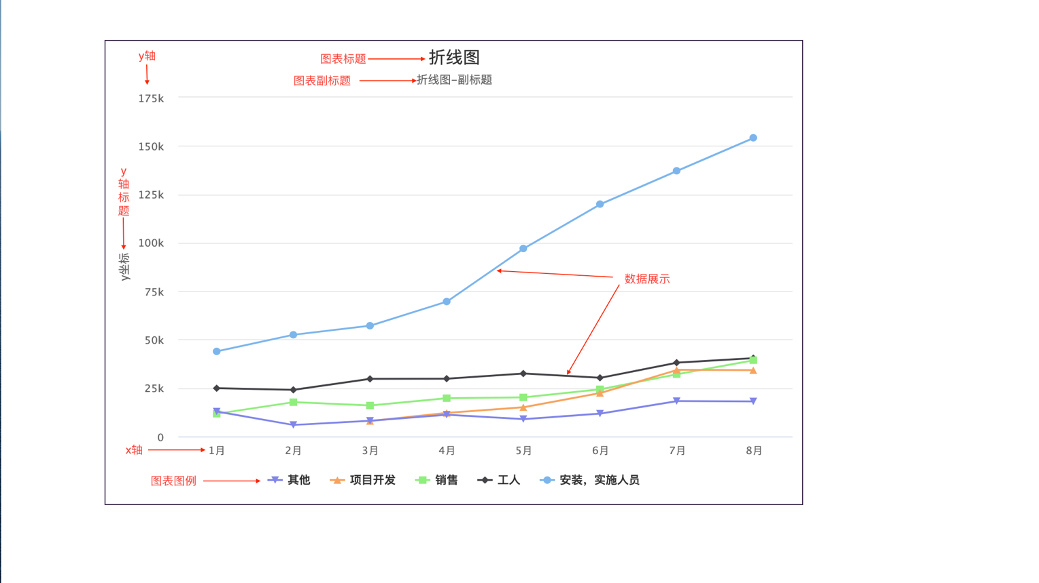 y轴
图表标题
折线图
图表副标题
折线图-副标题
175k
150k
y轴标题
125k
100k
y坐标
数据展示
75k
50k
25k
0
x轴
1月
2月
3月
4月
5月
6月
7月
8月
图表图例
其他
项目开发
销售
工人
安装，实施人员